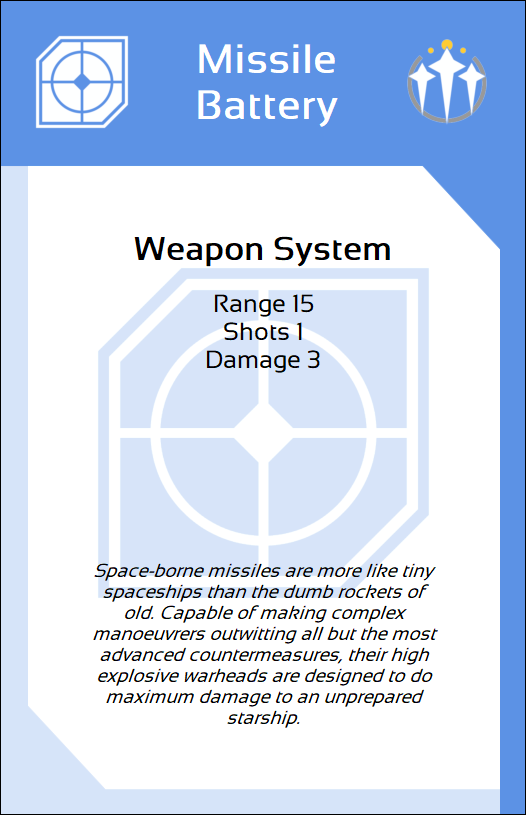 Missile
Battery
Weapon System
Range 15
Shots 1
Damage 3
Space-borne missiles are more like tiny
spaceships than the dumb rockets of
old. Capable of making complex
manoeuvrers outwitting all but the most
advanced countermeasures, their high
explosive warheads are designed to do
maximum damage to an unprepared
starship.